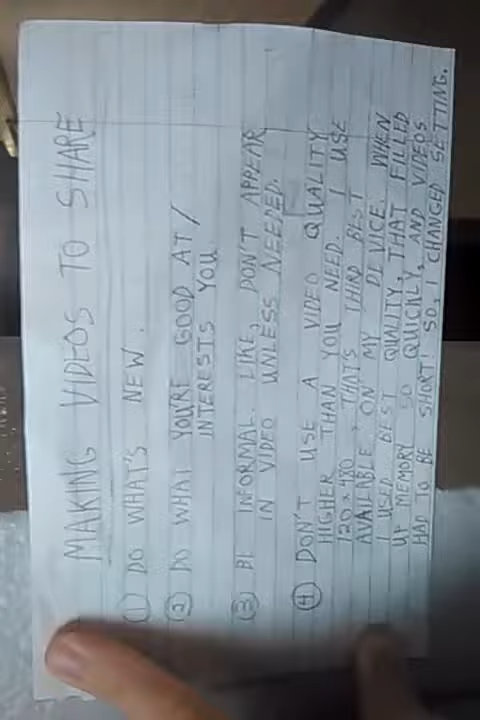 MAKING VIDEOS TO SHARE
① DO WHAT'S NEW.
② DO WHAT YOU'RE GOOD AT/
INTERESTS YOU.
③ BE INFORMAL. LIKE, DON'T APPEAR
IN VIDEO UNLESS NEEDED.
④ DON'T USE A VIDEO QUALITY
HIGHER THAN YOU NEED. I USE
720×480, THAT'S THIRD BEST
AVAILABLE ON MY DEVICE. WHEN
I USED BEST QUALITY, THAT FILLED
UP MEMORY SO QUICKLY, AND VIDEOS
HAD TO BE SHORT! SO, I CHANGED SETTING.